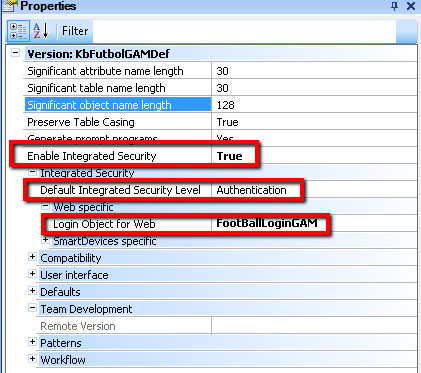 Properties
Filter
Version: KbFutbolGAMDef
Significant attribute name length 30
Significant table name length 30
Significant object name length 128
Preserve Table Casing True
Generate prompt programs Yes
Enable Integrated Security True
Integrated Security
Default Integrated Security Level Authentication
Web specific
Login Object for Web FootBallLoginGAM
SmartDevices specific
Compatibility
User interface
Defaults
Team Development
Remote Version
Patterns
Workflow